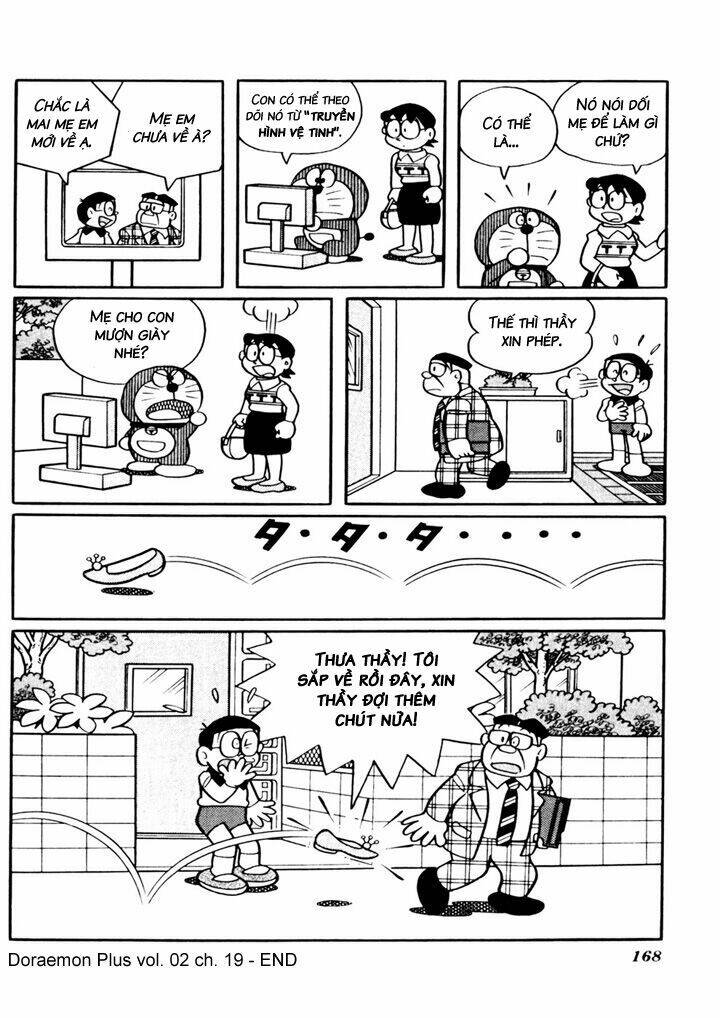 CHẮC LÀ
MAI MẸ EM
MỚI VỀ Ạ.
MẸ EM
CHƯA VỀ À?
CON CÓ THỂ THEO
DÕI NÓ TỪ "TRUYỀN
HÌNH VỆ TINH".
CÓ THỂ
LÀ...
NÓ NÓI DỐI
MẸ ĐỂ LÀM GÌ
CHỨ?
MẸ CHO CON
MƯỢN GIÀY
NHÉ?
THẾ THÌ THẦY
XIN PHÉP.
タ・タ・タ・・・・
THƯA THẦY! TÔI
SẮP VỀ RỒI ĐÂY, XIN
THẦY ĐỢI THÊM
CHÚT NỮA!
Doraemon Plus vol. 02 ch. 19 - END
168